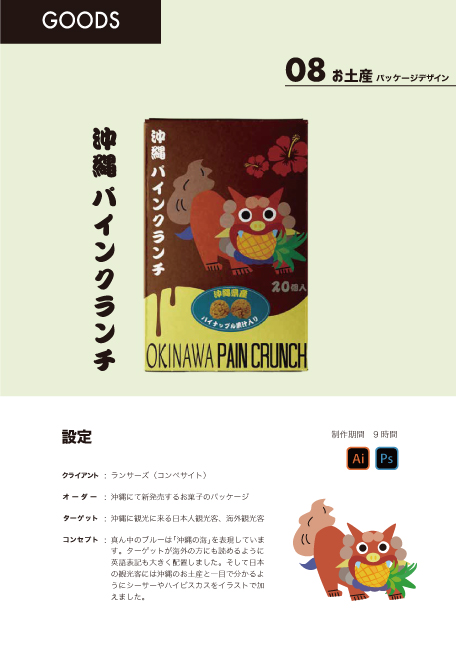 GOODS
08 お土産 パッケージデザイン
沖縄 パインクランチ
沖縄 パインクランチ
20個入
沖縄県産
パイナップル果汁入り
OKINAWA PAIN CRUNCH
設定
制作期間 9時間
Ai Ps
クライアント : ランサーズ（コンペサイト）
オーダー : 沖縄にて新発売するお菓子のパッケージ
ターゲット : 沖縄に観光に来る日本人観光客、海外観光客
コンセプト : 真ん中のブルーは「沖縄の海」を表現していま
す。ターゲットが海外の方にも読めるように
英語表記も大きく配置しました。そして日本
の観光客には沖縄のお土産と一目で分かるよ
うにシーサーやハイビスカスをイラストで加
えました。